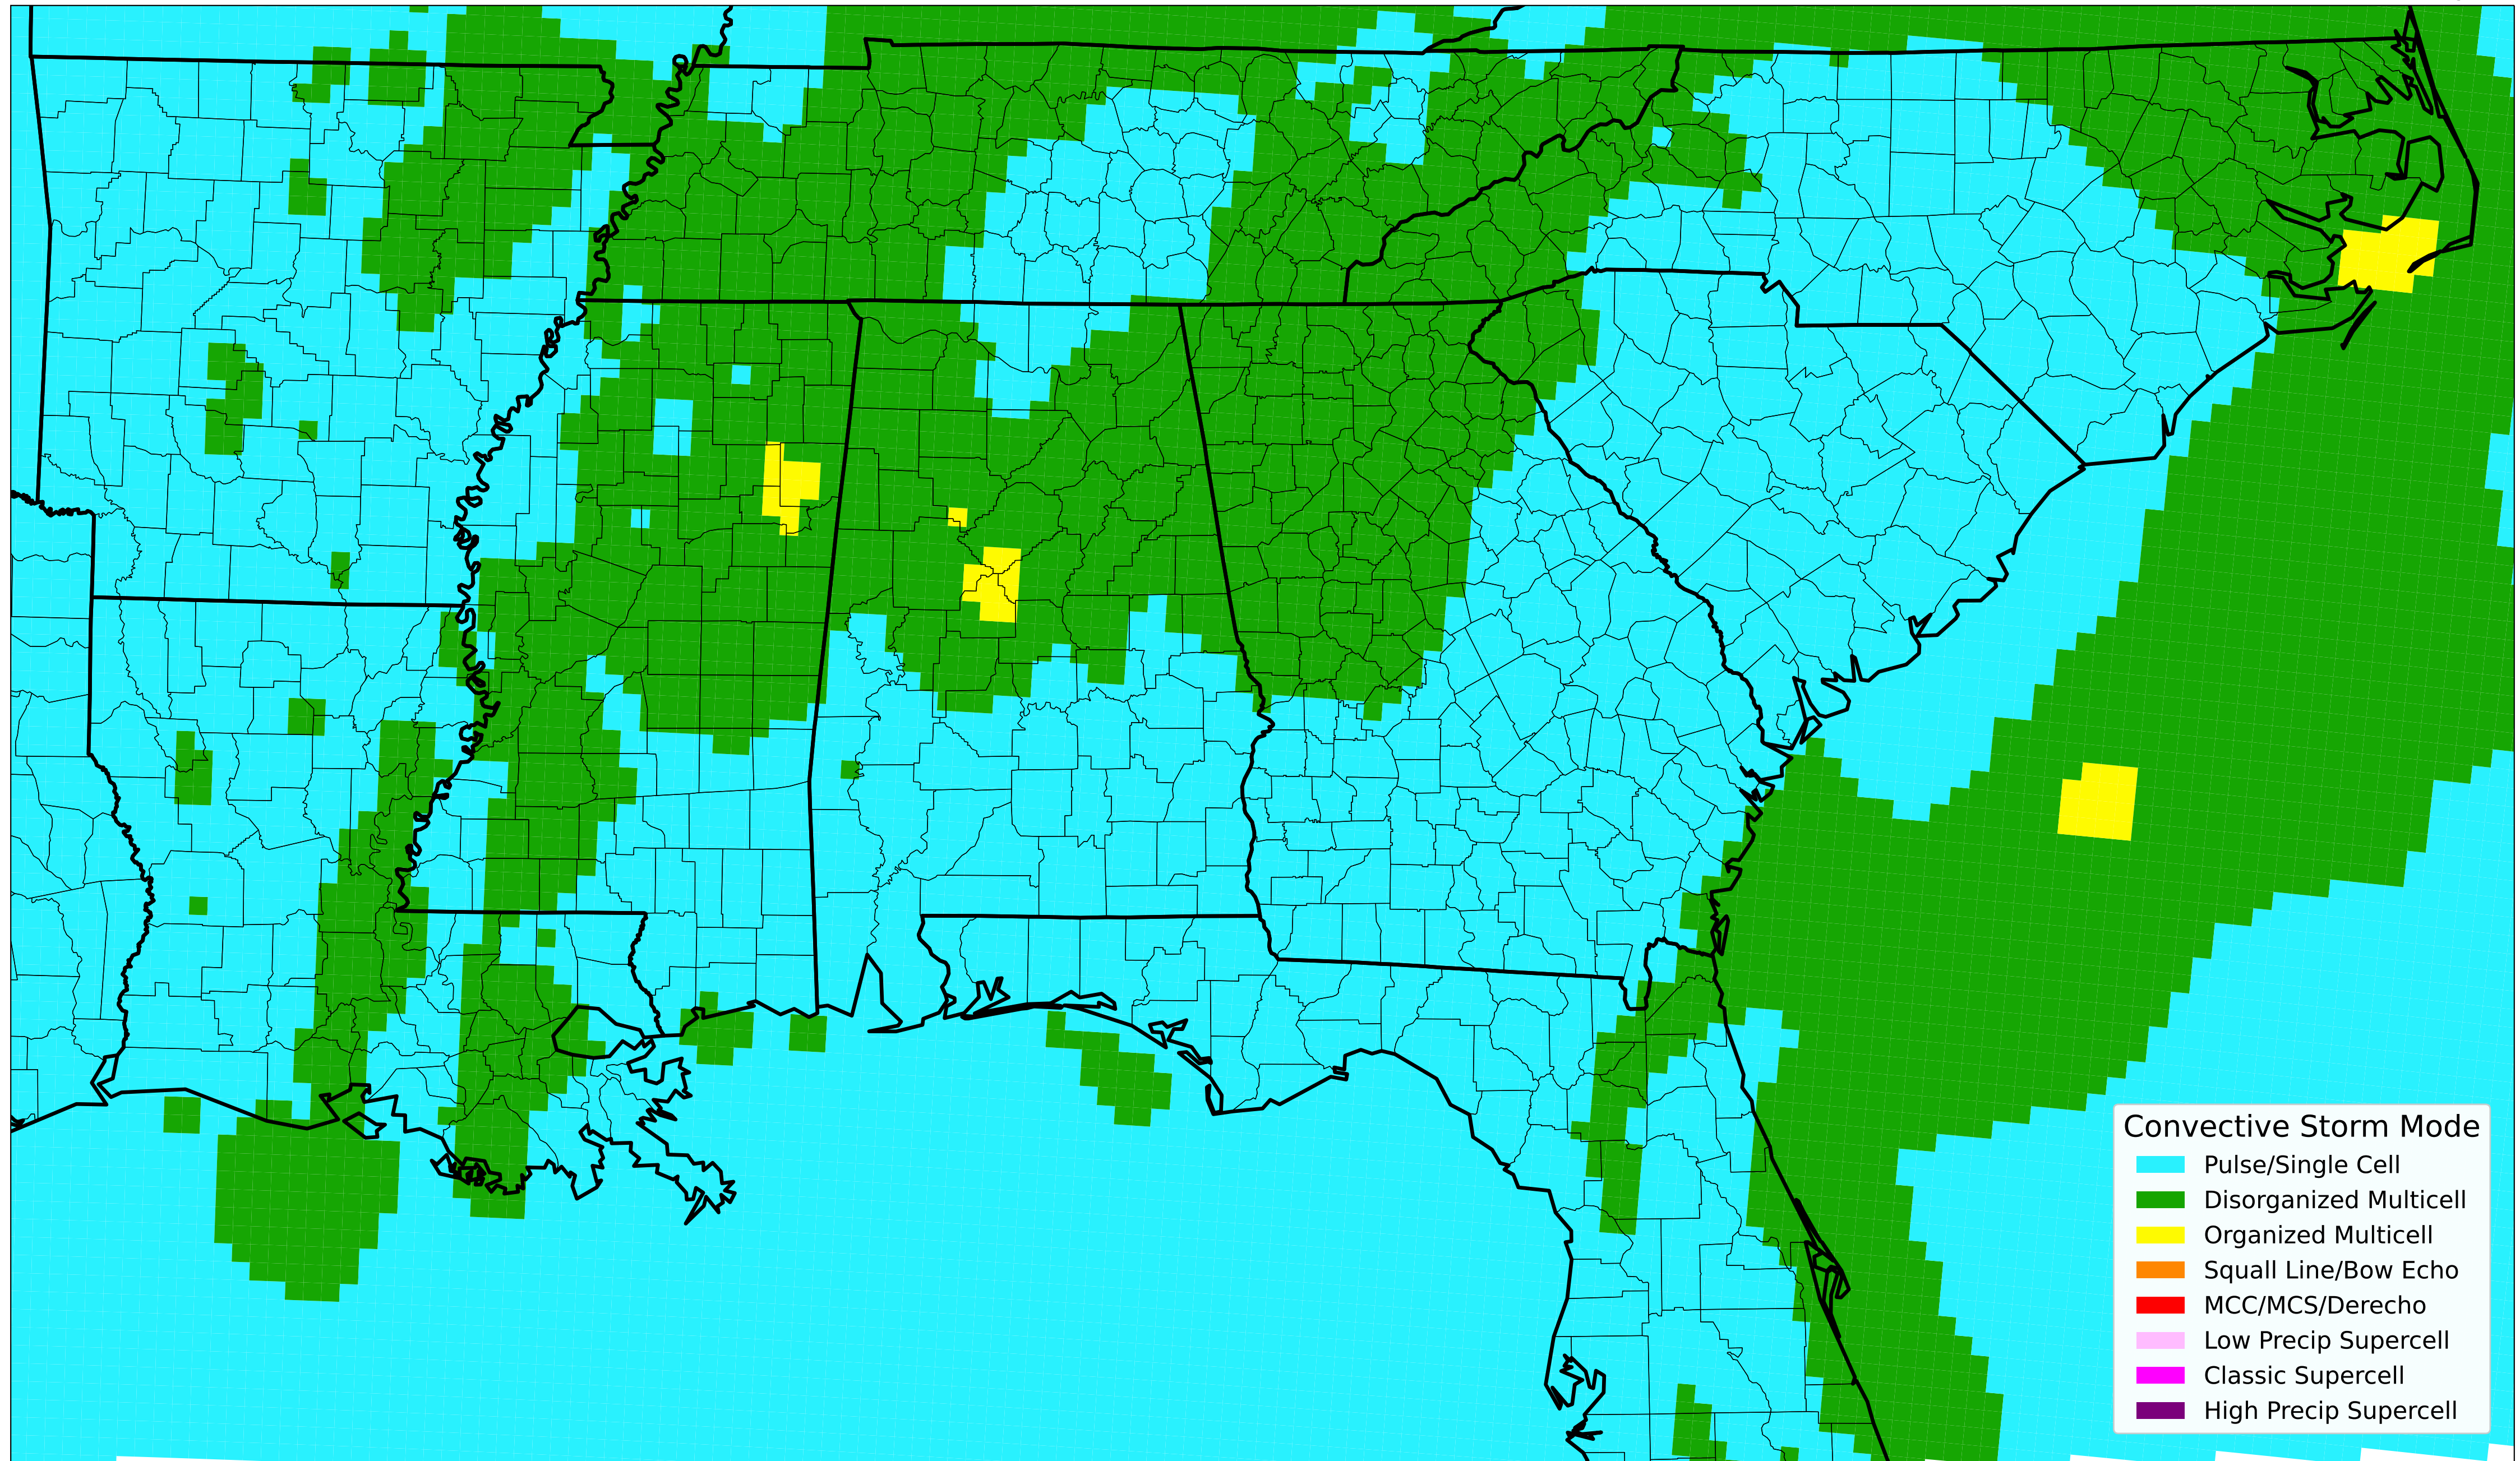 Convective Storm Mode
Pulse/Single Cell
Disorganized Multicell
Organized Multicell
Squall Line/Bow Echo
MCC/MCS/Derecho
Low Precip Supercell
Classic Supercell
High Precip Supercell